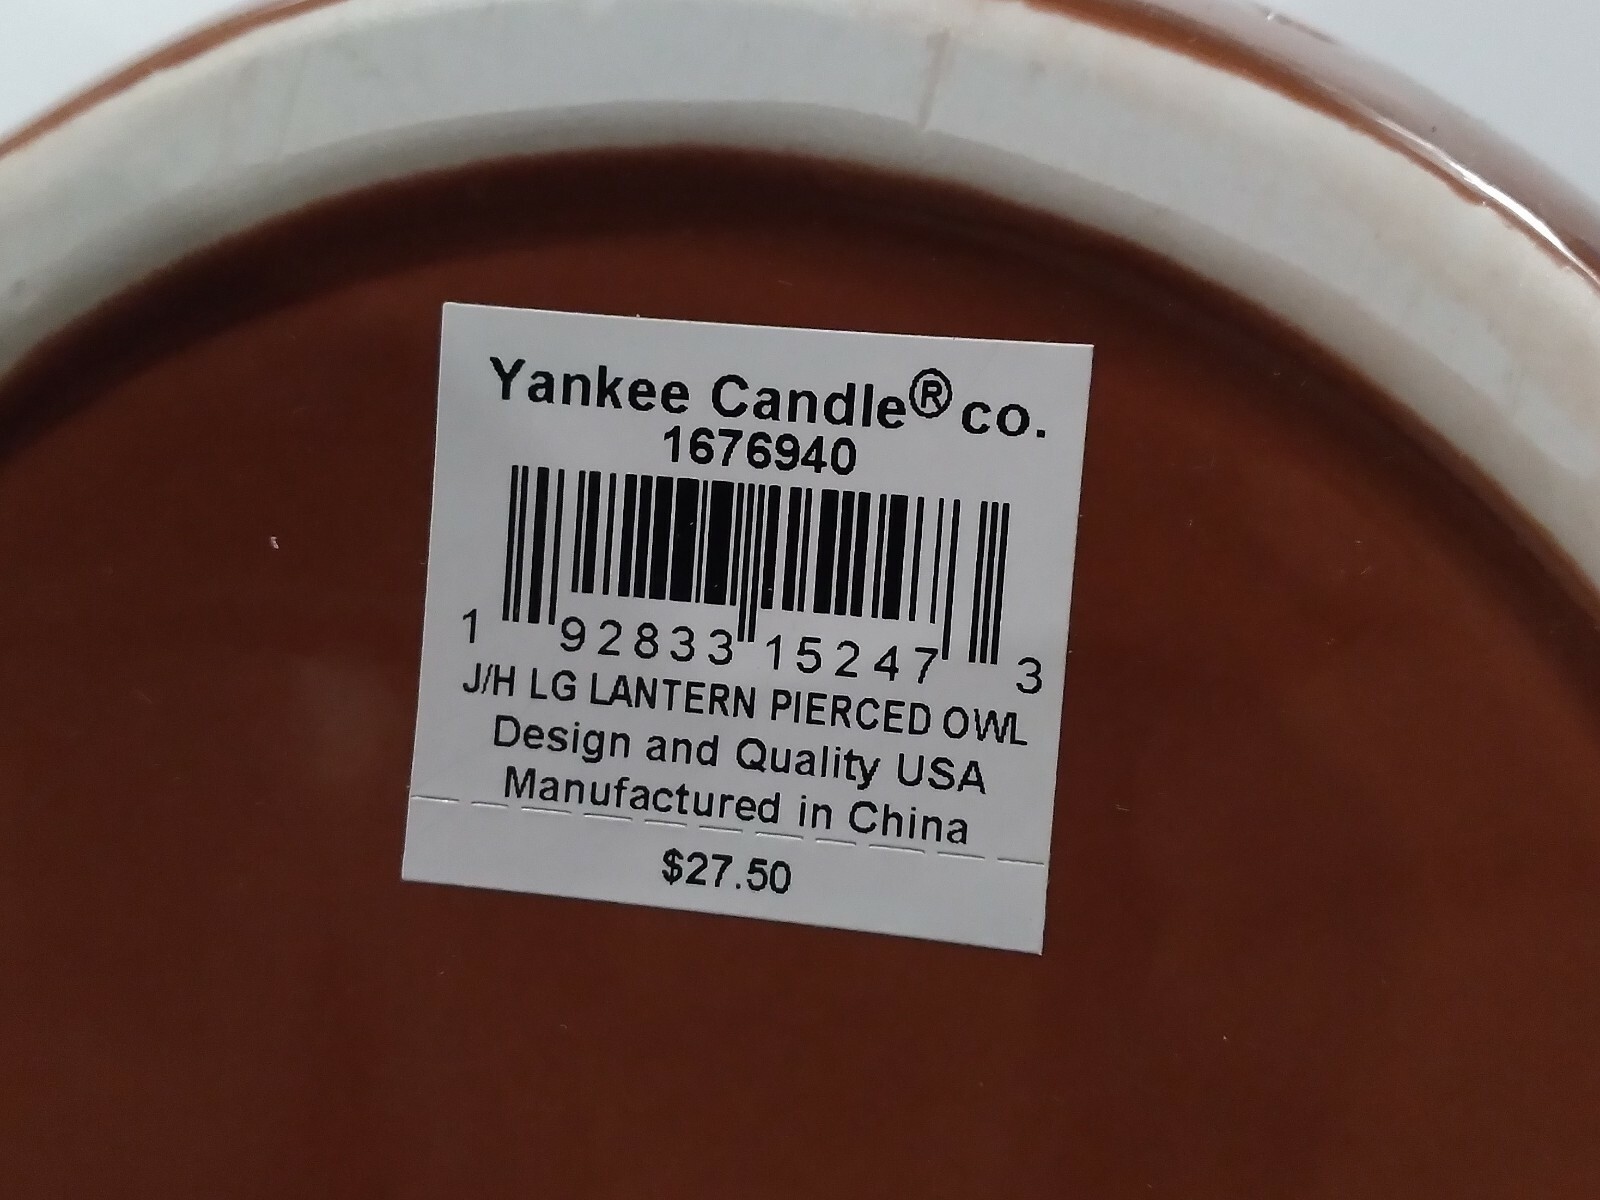 Yankee Candle® co.
1676940
1 92833 15247 3
J/H LG LANTERN PIERCED OWL
Design and Quality USA
Manufactured in China
$27.50